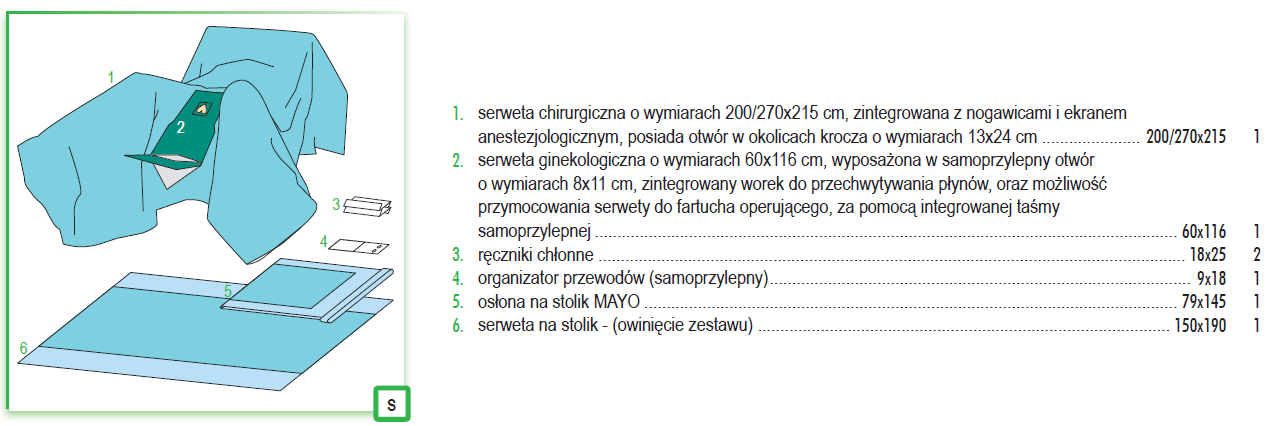 1
2
3
4
5
6
S
1. serweta chirurgiczna o wymiarach 200/270x215 cm, zintegrowana z nogawicami i ekranem
anestezjologicznym, posiada otwór w okolicach krocza o wymiarach 13x24 cm ...................... 200/270x215 1
2. serweta ginekologiczna o wymiarach 60x116 cm, wyposażona w samoprzylepny otwór
o wymiarach 8x11 cm, zintegrowany worek do przechwytywania płynów, oraz możliwość
przymocowania serwety do fartucha operującego, za pomocą integrowanej taśmy
samoprzylepnej ........................................ 60x116 1
3. ręczniki chłonne ........................................ 18x25 2
4. organizator przewodów (samoprzylepny)........................................ 9x18 1
5. osłona na stolik MAYO ........................................ 79x145 1
6. serweta na stolik - (owinięcie zestawu) ........................................ 150x190 1